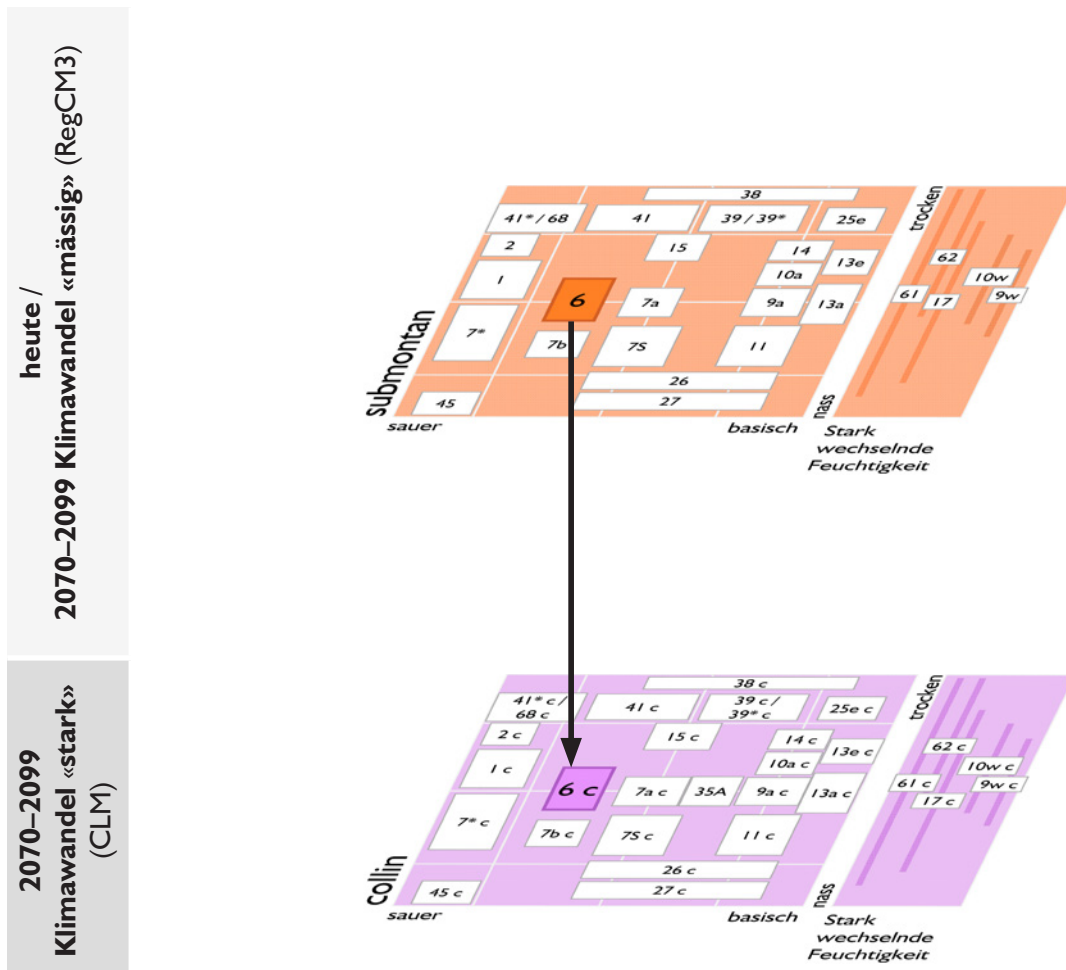 heute /
2070–2099 Klimawandel «mässig» (RegCM3)
38
41* / 68
41
39 / 39*
25e
trocken
2
15
14
13e
62
1
10a
10w
6
7a
9a
13a
61
17
9w
7*
7b
7S
11
26
submontan
45
27
nass
sauer
basisch
Stark
wechselnde
Feuchtigkeit
2070–2099
Klimawandel «stark»
(CLM)
38 c
41* c /
68 c
41 c
39 c /
39* c
25e c
trocken
2 c
15 c
14 c
13e c
62 c
1 c
10a c
10w c
6 c
7a c
35A
9a c
13a c
61 c
17 c
9w c
7* c
7b c
7S c
11 c
26 c
collin
45 c
27 c
nass
sauer
basisch
Stark
wechselnde
Feuchtigkeit